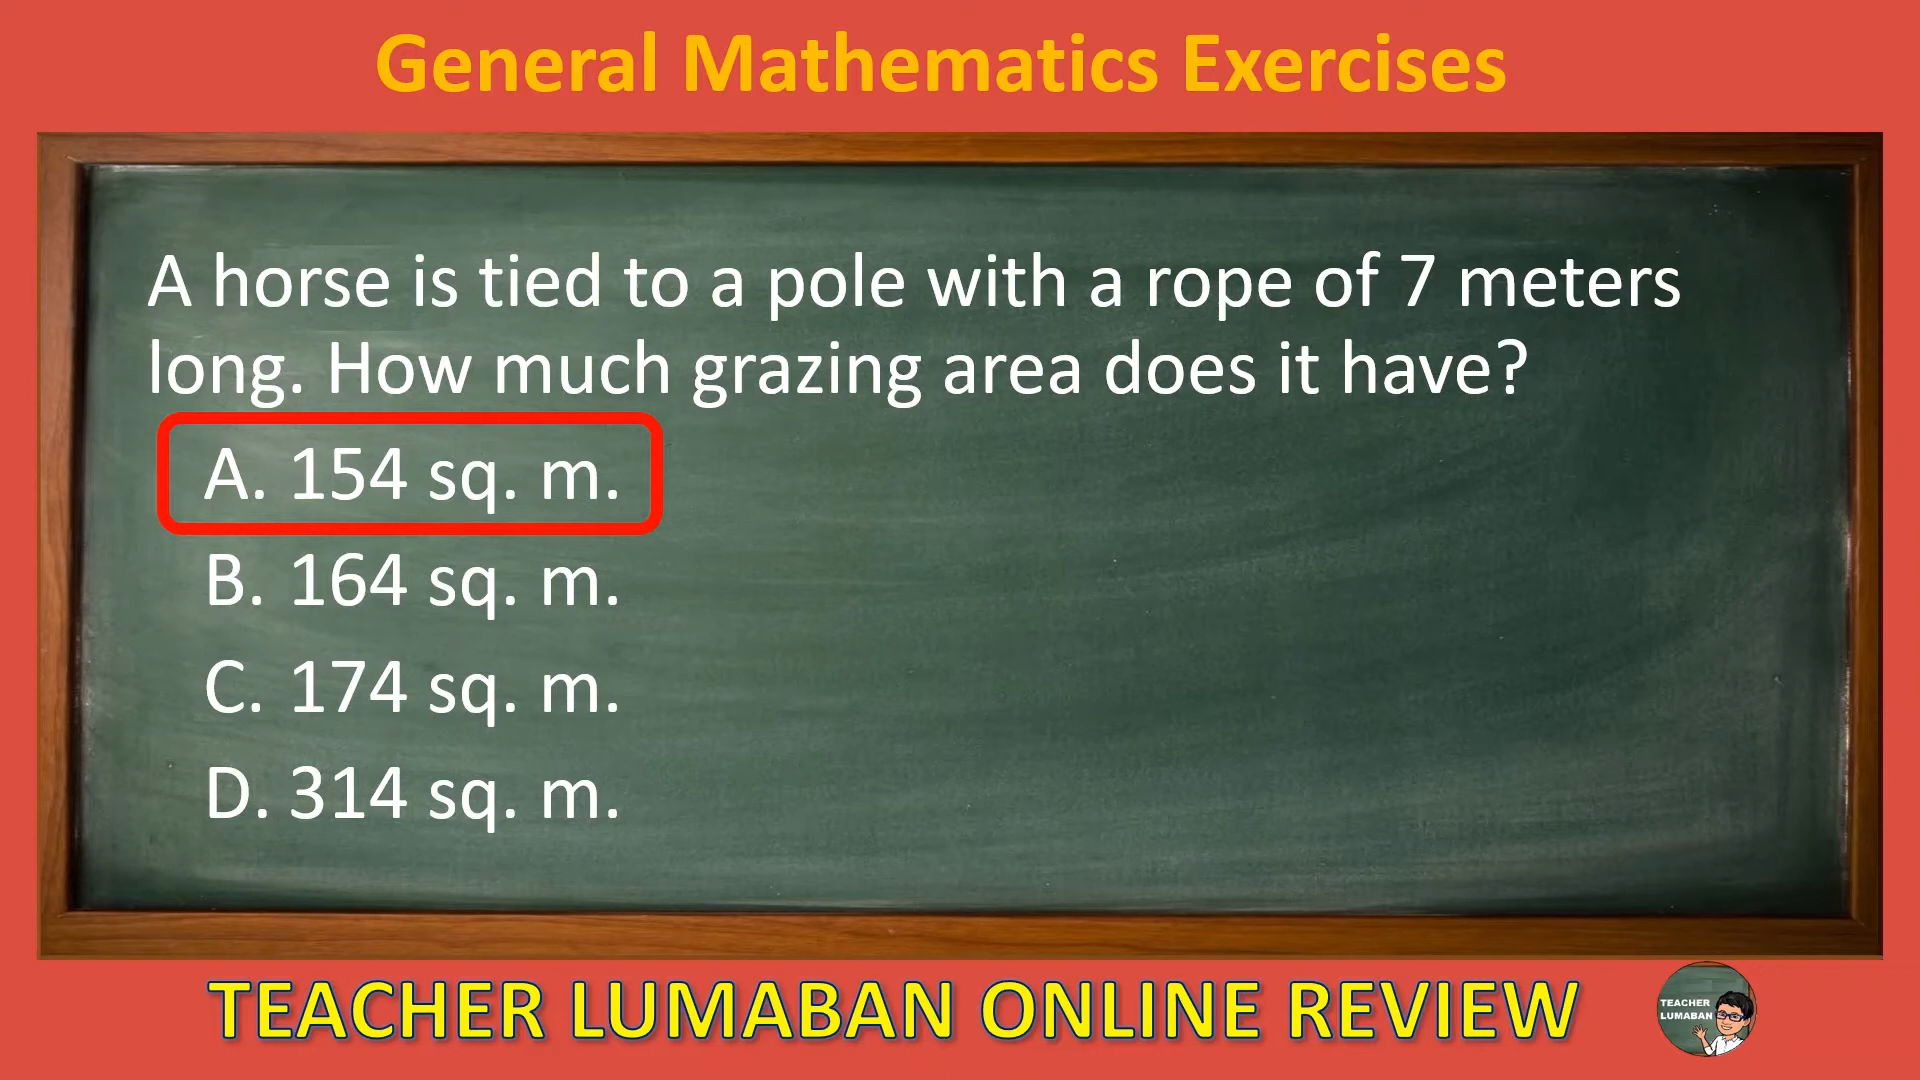 General Mathematics Exercises
A horse is tied to a pole with a rope of 7 meters
long. How much grazing area does it have?
A. 154 sq. m.
B. 164 sq. m.
C. 174 sq. m.
D. 314 sq. m.
TEACHER LUMABAN ONLINE REVIEW
TEACHER
LUMABAN